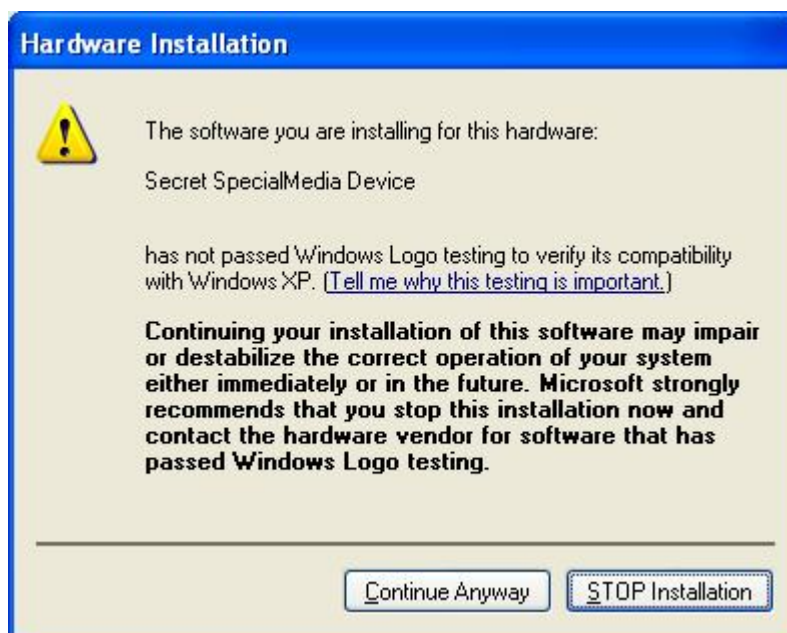 Hardware Installation
The software you are installing for this hardware:
Secret SpecialMedia Device
has not passed Windows Logo testing to verify its compatibility
with Windows XP. (Tell me why this testing is important.)
Continuing your installation of this software may impair
or destabilize the correct operation of your system
either immediately or in the future. Microsoft strongly
recommends that you stop this installation now and
contact the hardware vendor for software that has
passed Windows Logo testing.
Continue Anyway
STOP Installation